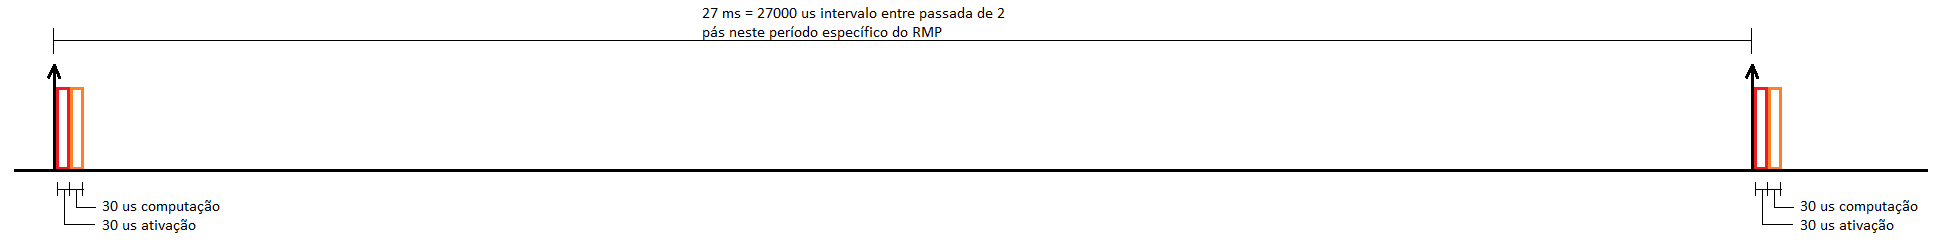 27 ms = 27000 us intervalo entre passada de 2
pás neste período específico do RMP
30 us computação
30 us ativação
30 us computação
30 us ativação